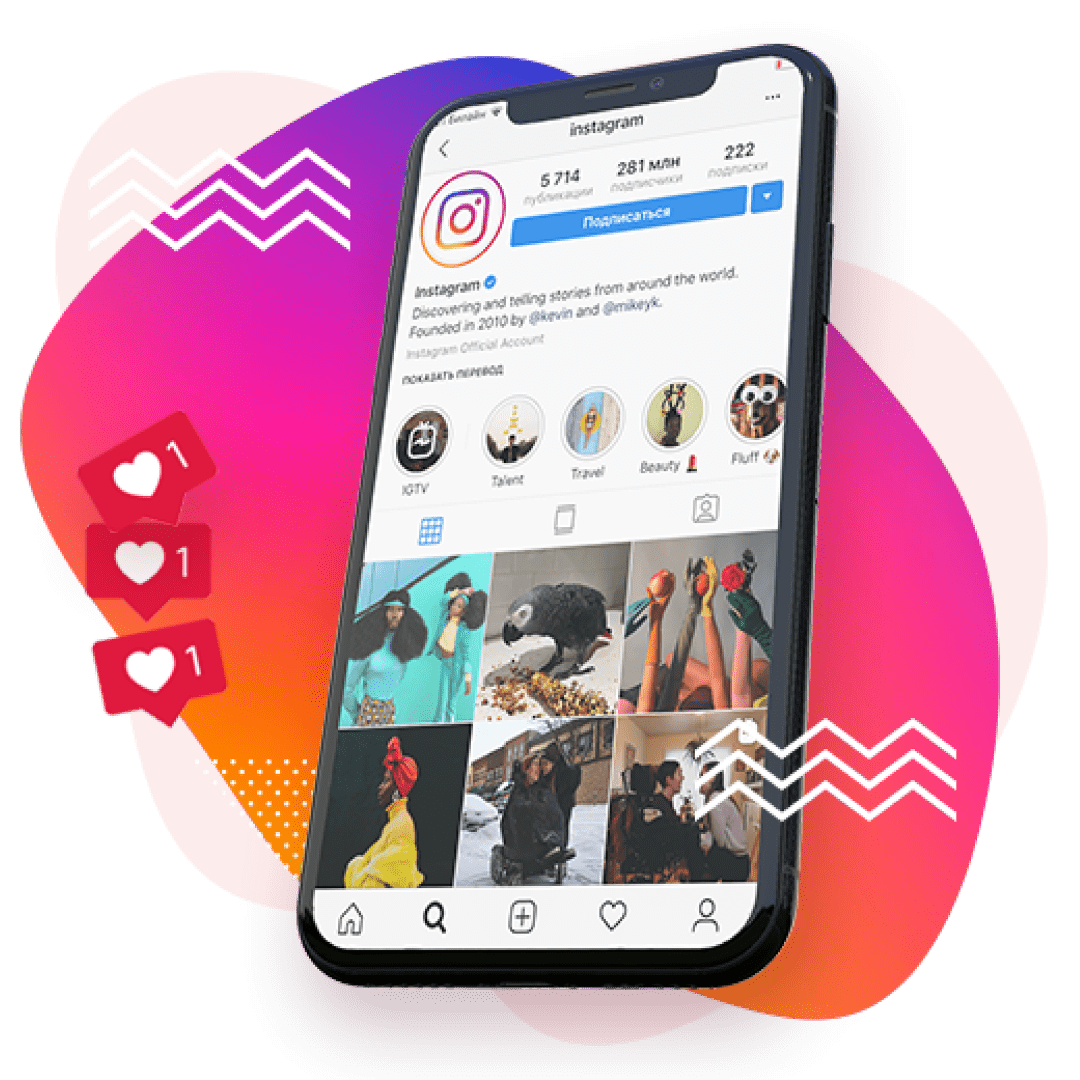 Билайн
instagram
5 714
281 млн
222
публикации
подписчики
подписки
Подписаться
Instagram
Discovering and telling stories from around the world.
Founded in 2010 by @kevin and @mikeyk.
Instagram Official Account
ПОКАЗАТЬ ПЕРЕВОД
IGTV
Talent
Travel
Beauty 💄
Fluff 🐶
1
1
1